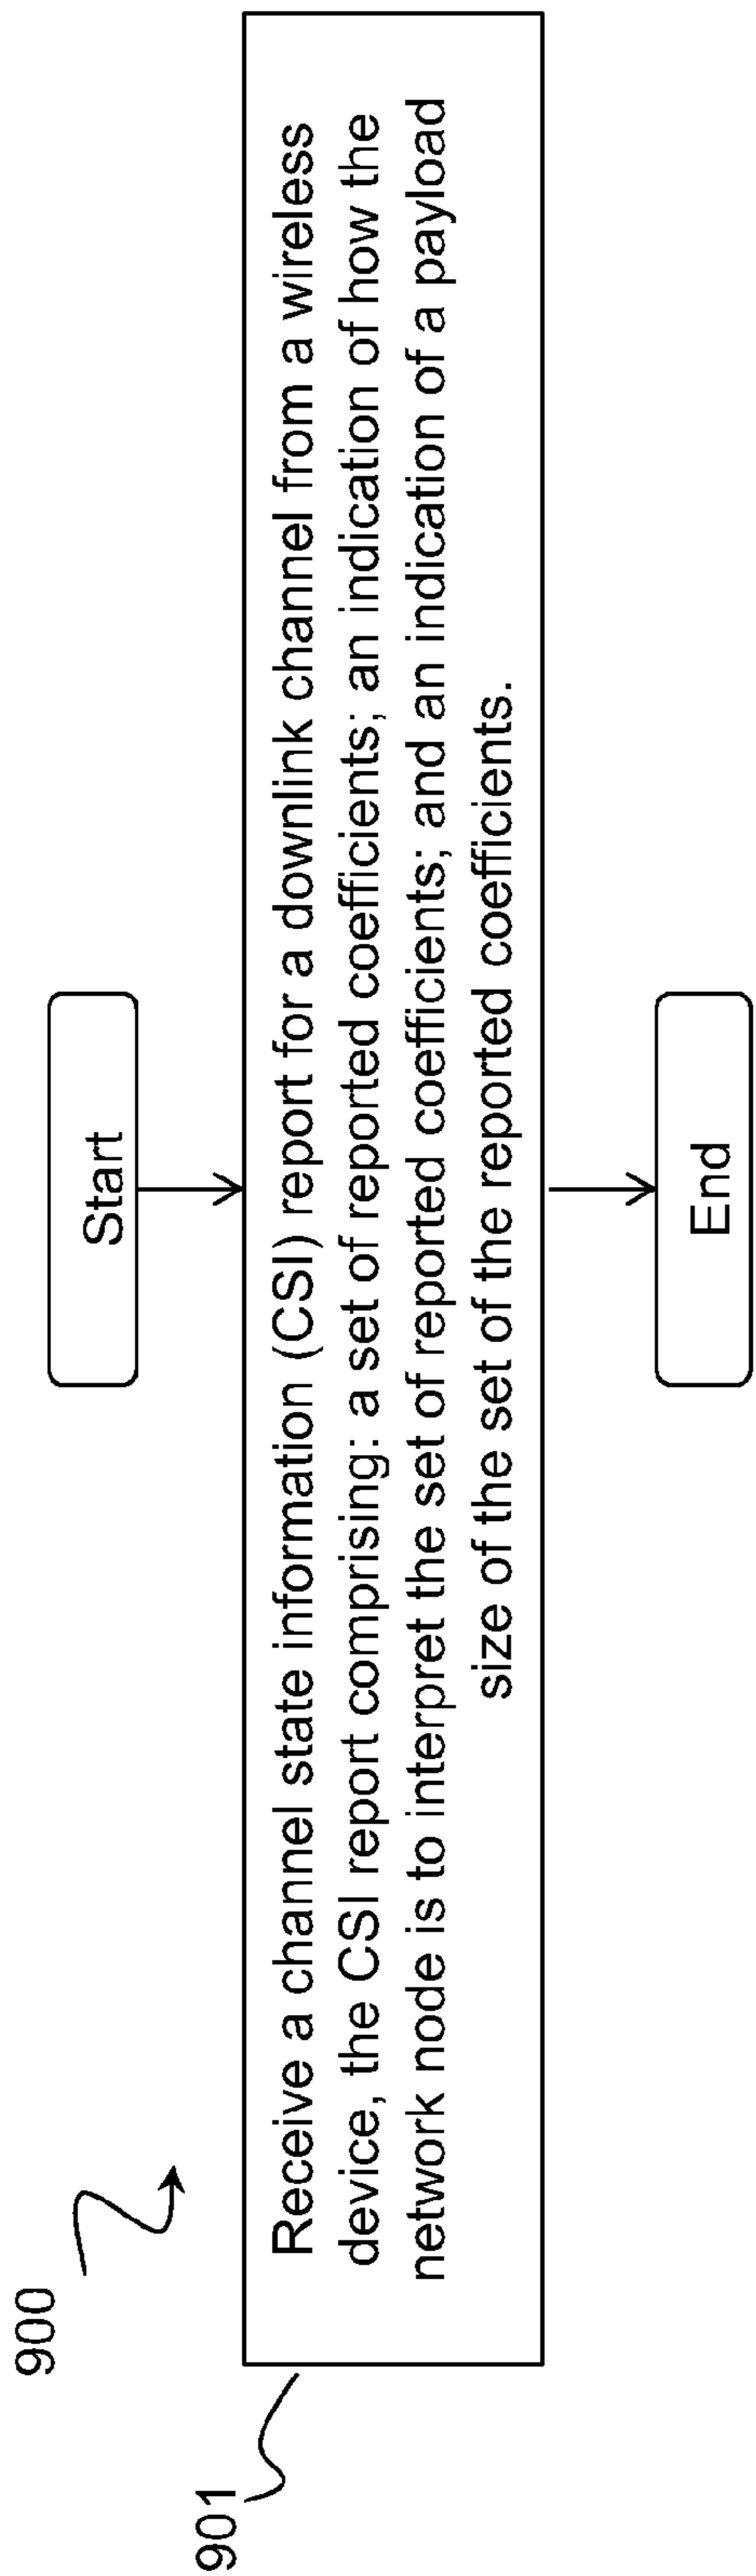 900
Start
901
Receive a channel state information (CSI) report for a downlink channel from a wireless
device, the CSI report comprising: a set of reported coefficients; an indication of how the
network node is to interpret the set of reported coefficients; and an indication of a payload
size of the set of the reported coefficients.
End